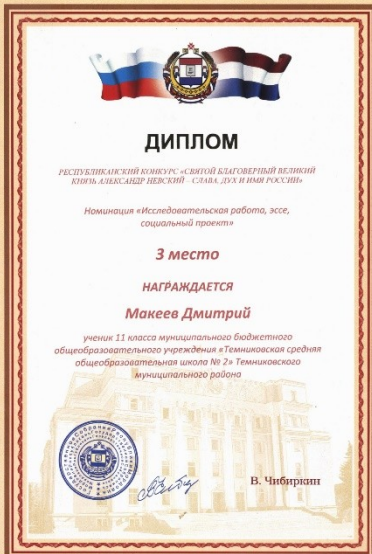 ДИПЛОМ
РЕСПУБЛИКАНСКИЙ КОНКУРС «СВЯТОЙ БЛАГОВЕРНЫЙ ВЕЛИКИЙ
КНЯЗЬ АЛЕКСАНДР НЕВСКИЙ – СЛАВА, ДУХ И ИМЯ РОССИИ»
Номинация «Исследовательская работа, эссе,
социальный проект»
3 место
НАГРАЖДАЕТСЯ
Макеев Дмитрий
ученик 11 класса муниципального бюджетного
общеобразовательного учреждения «Темниковская средняя
общеобразовательная школа № 2» Темниковского
муниципального района
В. Чибиркин